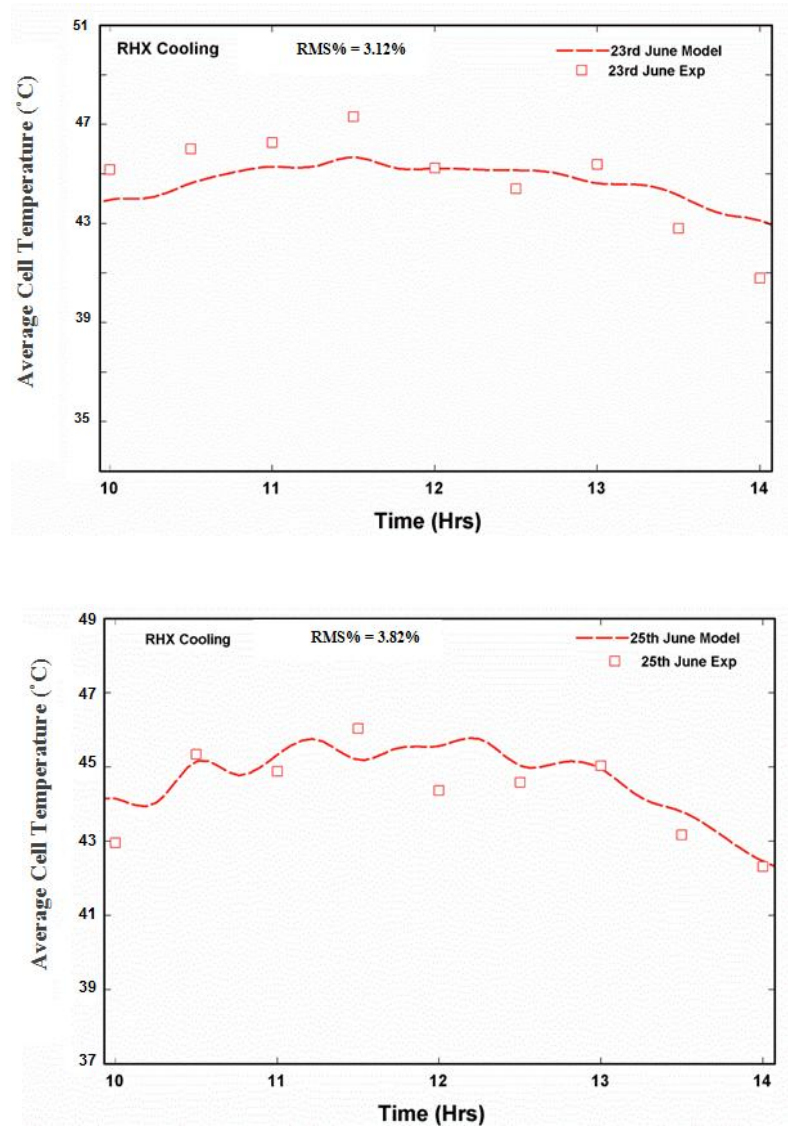 51
RHX Cooling RMS% = 3.12% 23rd June Model
23rd June Exp
47
43
39
35
Average Cell Temperature (˚C)
10 11 12 13 14
Time (Hrs)
49
RHX Cooling RMS% = 3.82% 25th June Model
25th June Exp
47
45
43
41
39
37
Average Cell Temperature (˚C)
10 11 12 13 14
Time (Hrs)